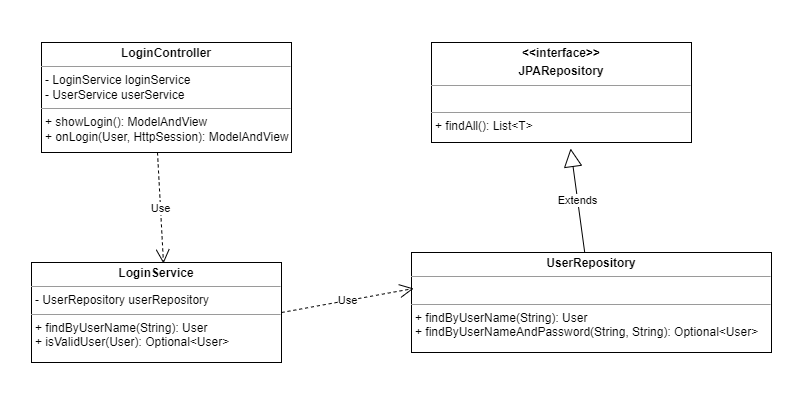 LoginController
- LoginService loginService
- UserService userService
+ showLogin(): ModelAndView
+ onLogin(User, HttpSession): ModelAndView
<<interface>>
JPARepository
+ findAll(): List<T>
Use
Extends
LoginService
- UserRepository userRepository
+ findByUserName(String): User
+ isValidUser(User): Optional<User>
Use
UserRepository
+ findByUserName(String): User
+ findByUserNameAndPassword(String, String): Optional<User>